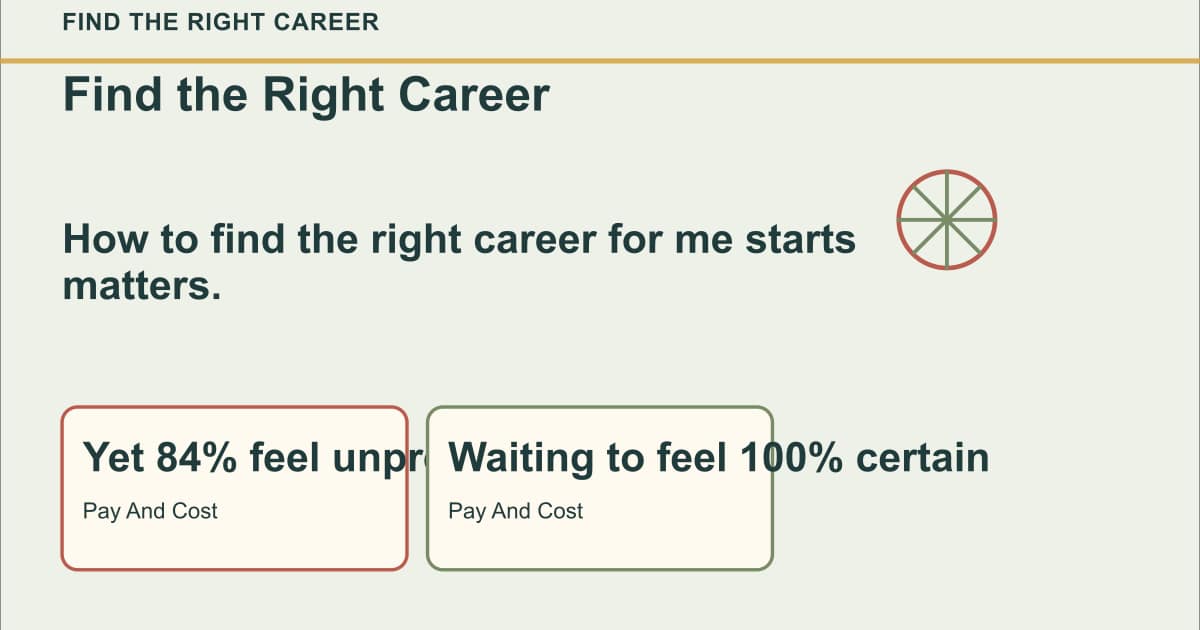 FIND THE RIGHT CAREER
Find the Right Career
How to find the right career for me starts
matters.
Yet 84% feel
Waiting to feel 100% certain
Pay And Cost
Pay And Cost